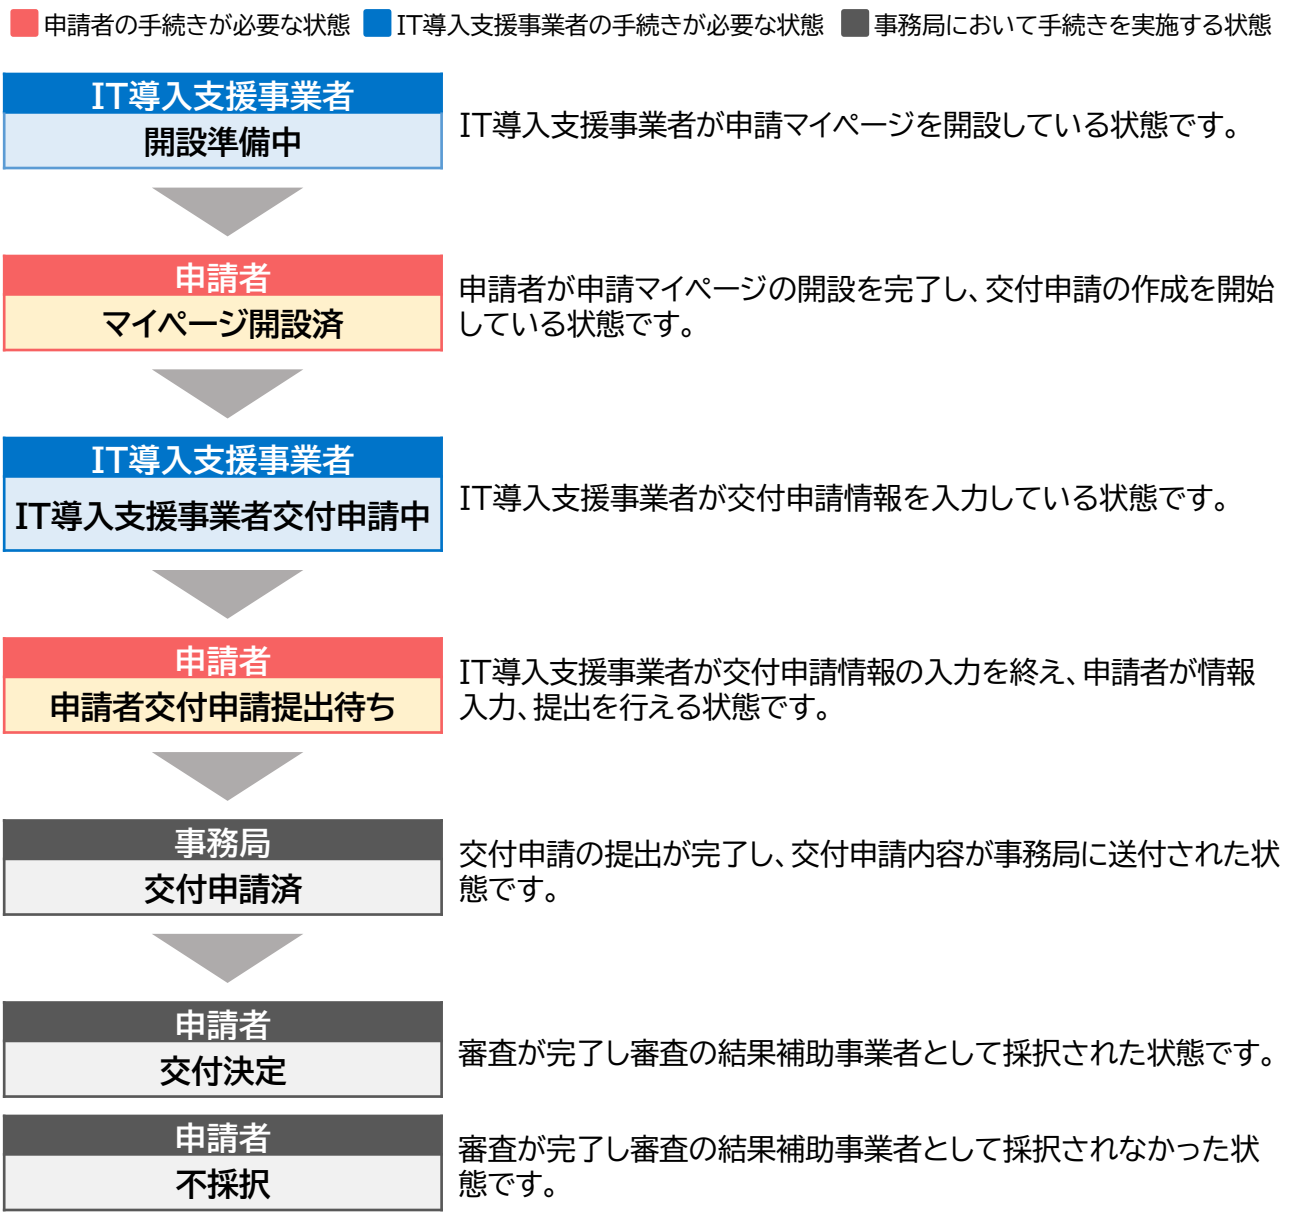 申請者の手続きが必要な状態 IT導入支援事業者の手続きが必要な状態 事務局において手続きを実施する状態
IT導入支援事業者
開設準備中
IT導入支援事業者が申請マイページを開設している状態です。
申請者
マイページ開設済
申請者が申請マイページの開設を完了し、交付申請の作成を開始
している状態です。
IT導入支援事業者
IT導入支援事業者交付申請中
IT導入支援事業者が交付申請情報を入力している状態です。
申請者
申請者交付申請提出待ち
IT導入支援事業者が交付申請情報の入力を終え、申請者が情報
入力、提出を行える状態です。
事務局
交付申請済
交付申請の提出が完了し、交付申請内容が事務局に送付された状
態です。
申請者
交付決定
審査が完了し審査の結果補助事業者として採択された状態です。
申請者
不採択
審査が完了し審査の結果補助事業者として採択されなかった状
態です。